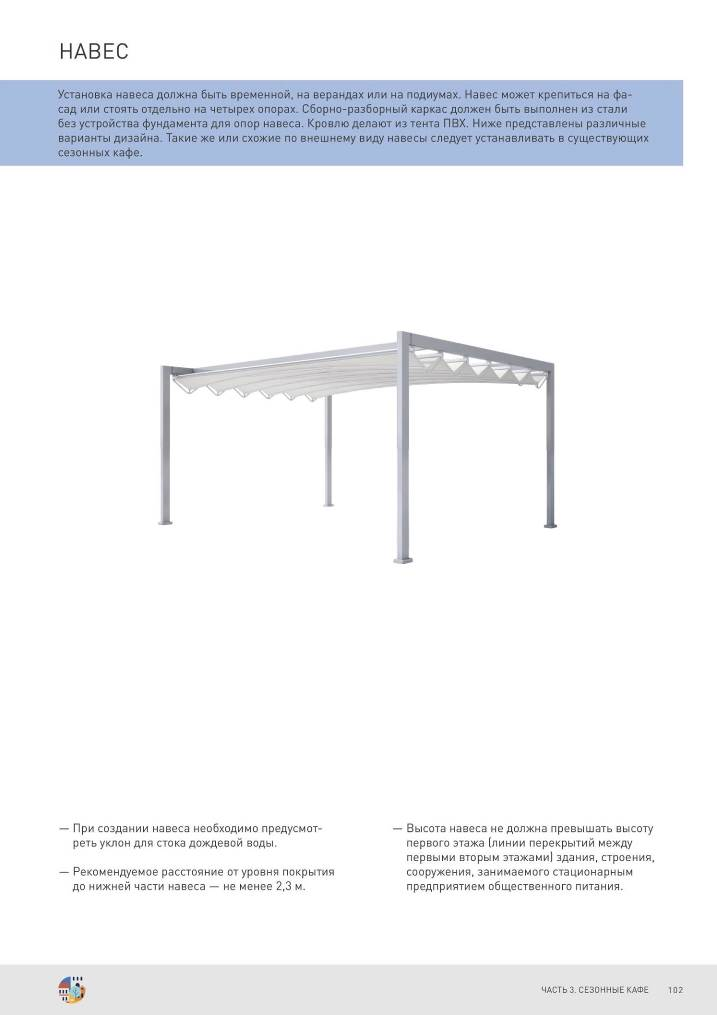 НАВЕС
Установка навеса должна быть временной, на верандах или на подиумах. Навес может крепиться на фа-
сад или стоять отдельно на четырех опорах. Сборно-разборный каркас должен быть выполнен из стали
без устройства фундамента для опор навеса. Кровлю делают из тента ПВХ. Ниже представлены различные
варианты дизайна. Такие же или схожие по внешнему виду навесы следует устанавливать в существующих
сезонных кафе.
— При создании навеса необходимо предусмот-
реть уклон для стока дождевой воды.
— Рекомендуемое расстояние от уровня покрытия
до нижней части навеса — не менее 2,3 м.
— Высота навеса не должна превышать высоту
первого этажа (линии перекрытий между
первыми вторым этажами) здания, строения,
сооружения, занимаемого стационарным
предприятием общественного питания.
ЧАСТЬ 3. СЕЗОННЫЕ КАФЕ 102